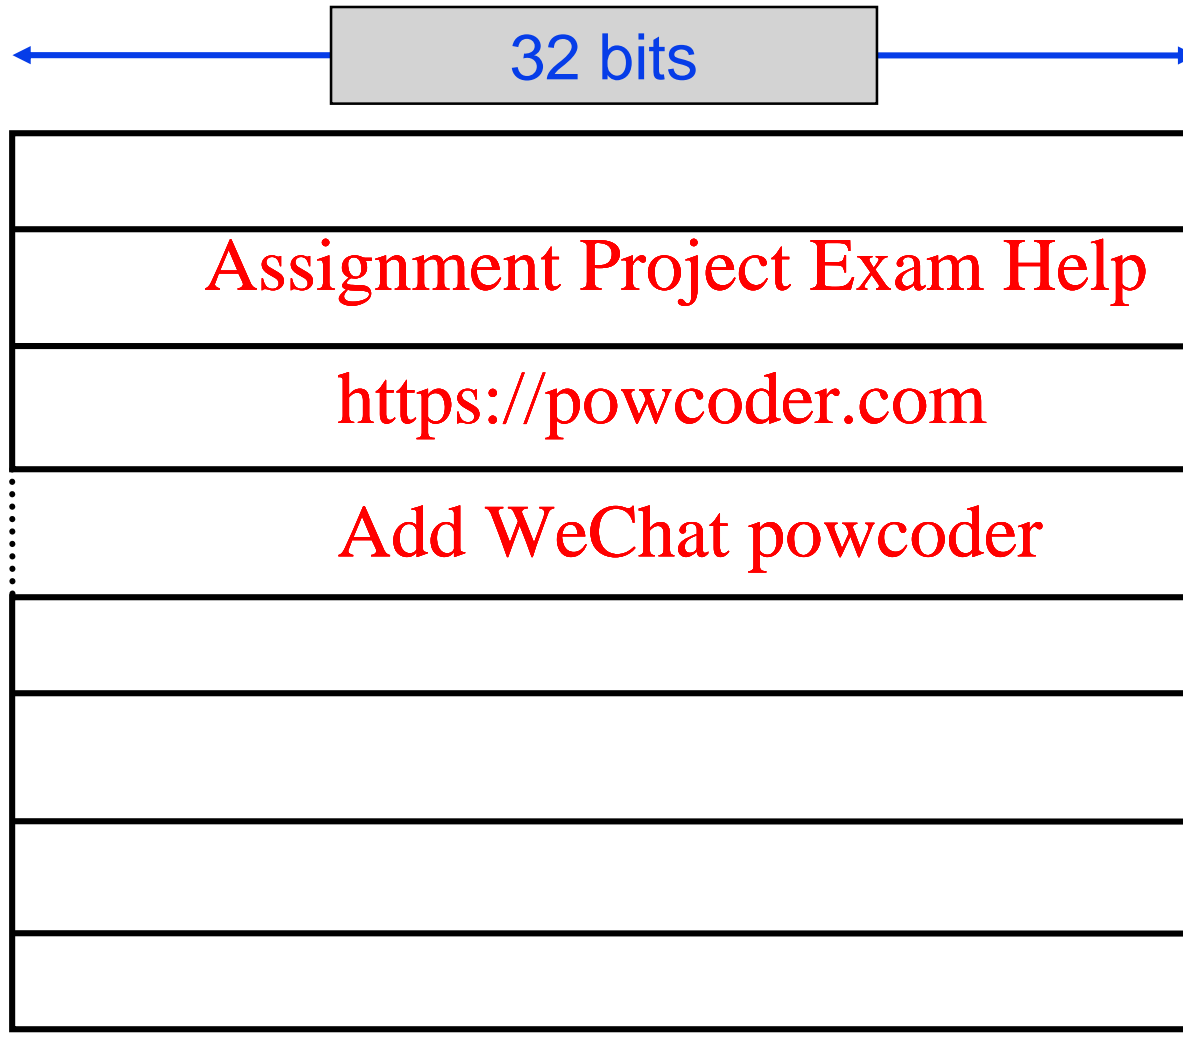 32 bits
Assignment Project Exam Help
https://powcoder.com
Add WeChat powcoder